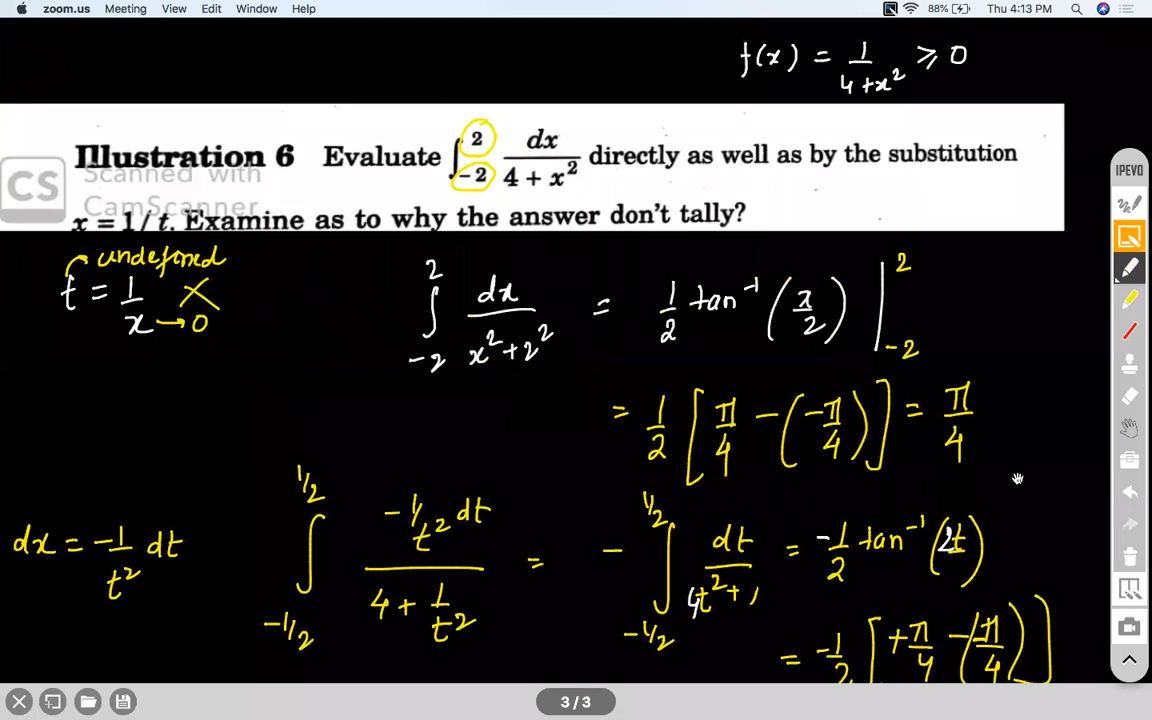 zoom.us Meeting View Edit Window Help 88% Thu 4:13 PM
f(x) = 1/(4+x²) ⩾ 0
Illustration 6 Evaluate ∫_{-2}^{2} dx/(4 + x²) directly as well as by the substitution
Scanned with
CS
CamScanner
x = 1/t. Examine as to why the answer don't tally?
undefined
t = 1/x → 0
∫_{-2}^{2} dx/(x²+2²) = 1/2 tan⁻¹(x/2) |_{-2}^{2}
= 1/2 [π/4 - (-π/4)] = π/4
dx = -1/t² dt
∫_{-1/2}^{1/2} (-1/t² dt)/(4 + 1/t²) = - ∫_{-1/2}^{1/2} dt/(4t²+1) = -1/2 tan⁻¹(2t)
= -1/2 [+π/4 - (-π/4)]
IPEVO
3 / 3